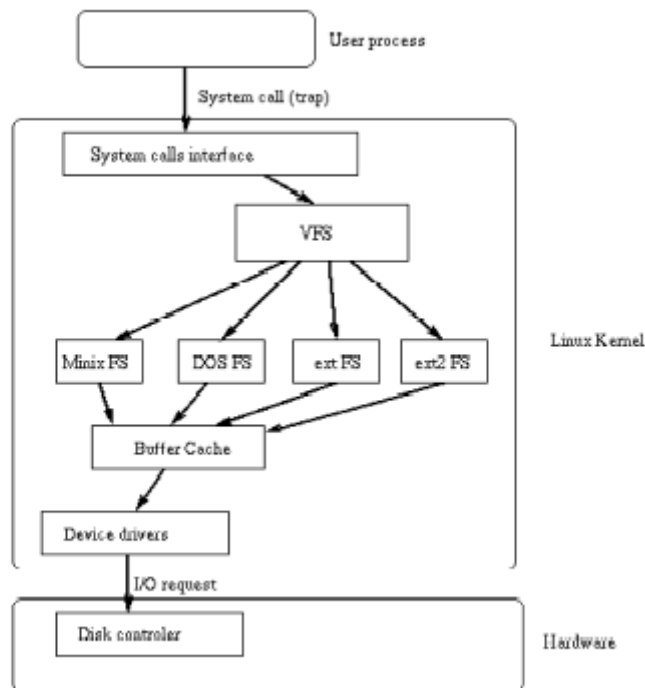 User process
System call (trap)
System calls interface
VFS
Linux Kernel
Minix FS
DOS FS
ext FS
ext2 FS
Buffer Cache
Device drivers
I/O request
Disk controler
Hardware